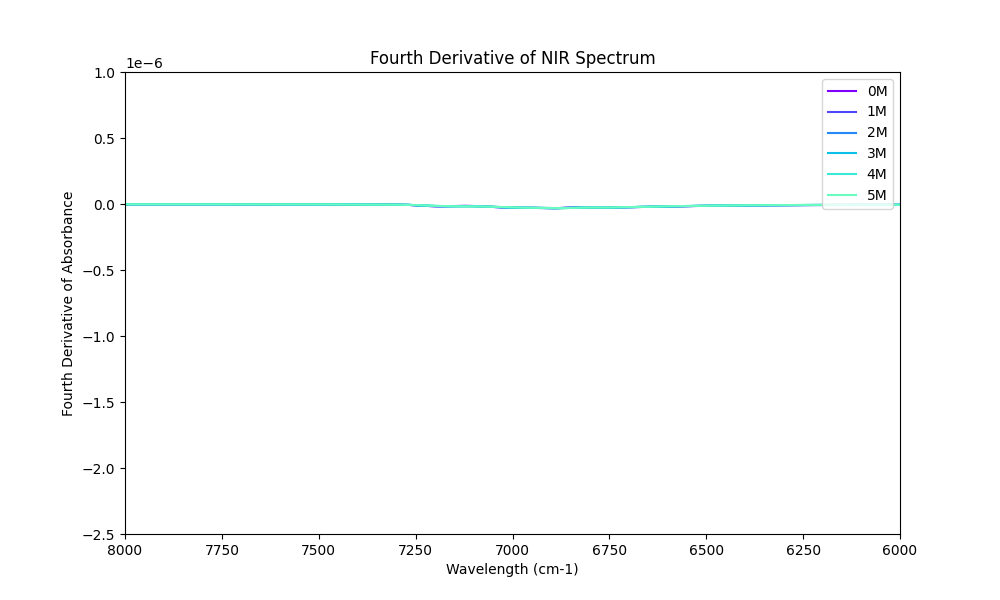 Fourth Derivative of NIR Spectrum
1e−6
1.0
0.5
0.0
−0.5
−1.0
−1.5
−2.0
−2.5
Fourth Derivative of Absorbance
0M
1M
2M
3M
4M
5M
8000 7750 7500 7250 7000 6750 6500 6250 6000
Wavelength (cm-1)